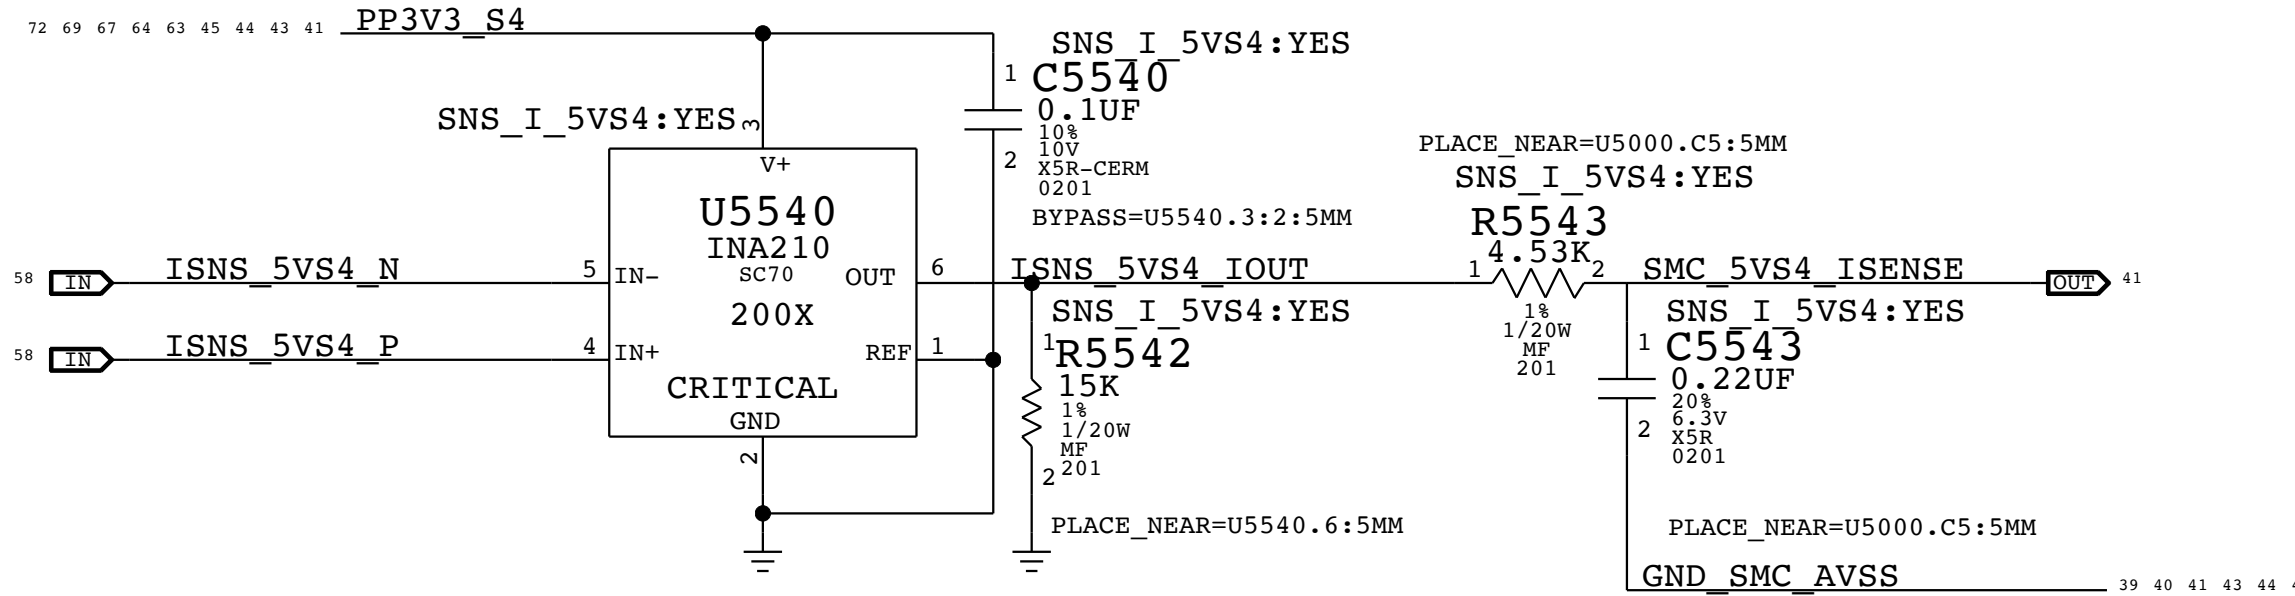 72 69 67 64 63 45 44 43 41 PP3V3_S4
SNS_I_5VS4:YES
1 C5540
0.1UF
10%
10V
2 X5R-CERM
0201
BYPASS=U5540.3:2:5MM
SNS_I_5VS4:YES 3
V+
U5540
INA210
SC70
200X
CRITICAL
GND
2
58 IN ISNS_5VS4_N 5 IN-
58 IN ISNS_5VS4_P 4 IN+
OUT 6 ISNS_5VS4_IOUT
REF 1
SNS_I_5VS4:YES
1 R5542
15K
1%
1/20W
MF
2 201
PLACE_NEAR=U5540.6:5MM
PLACE_NEAR=U5000.C5:5MM
SNS_I_5VS4:YES
R5543
1 4.53K 2
1%
1/20W
MF
201
SMC_5VS4_ISENSE OUT 41
SNS_I_5VS4:YES
1 C5543
0.22UF
20%
6.3V
2 X5R
0201
PLACE_NEAR=U5000.C5:5MM
GND_SMC_AVSS 39 40 41 43 44